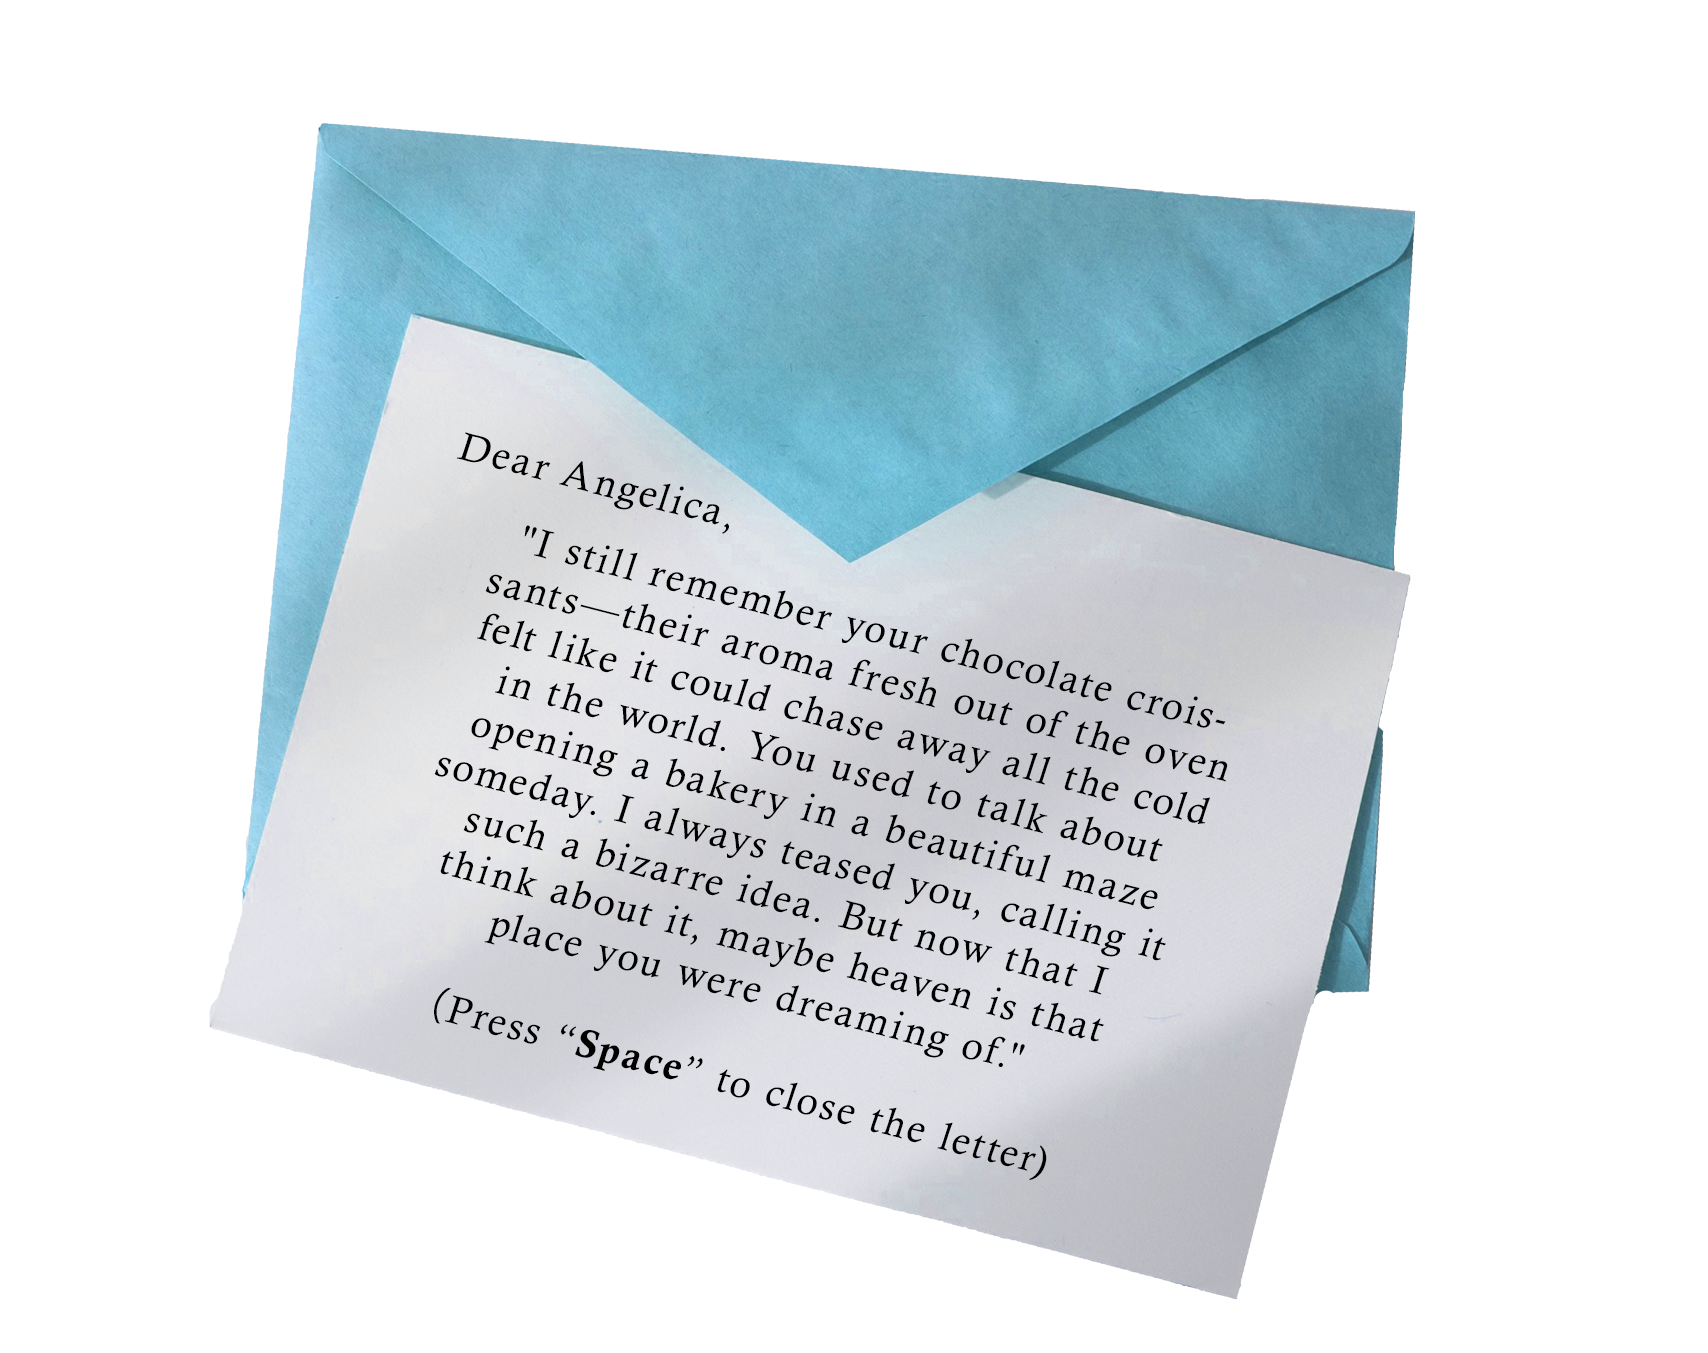 Dear Angelica,
"I still remember your chocolate crois-
sants—their aroma fresh out of the oven
felt like it could chase away all the cold
in the world. You used to talk about
opening a bakery in a beautiful maze
someday. I always teased you, calling it
such a bizarre idea. But now that I
think about it, maybe heaven is that
place you were dreaming of."
(Press “Space” to close the letter)